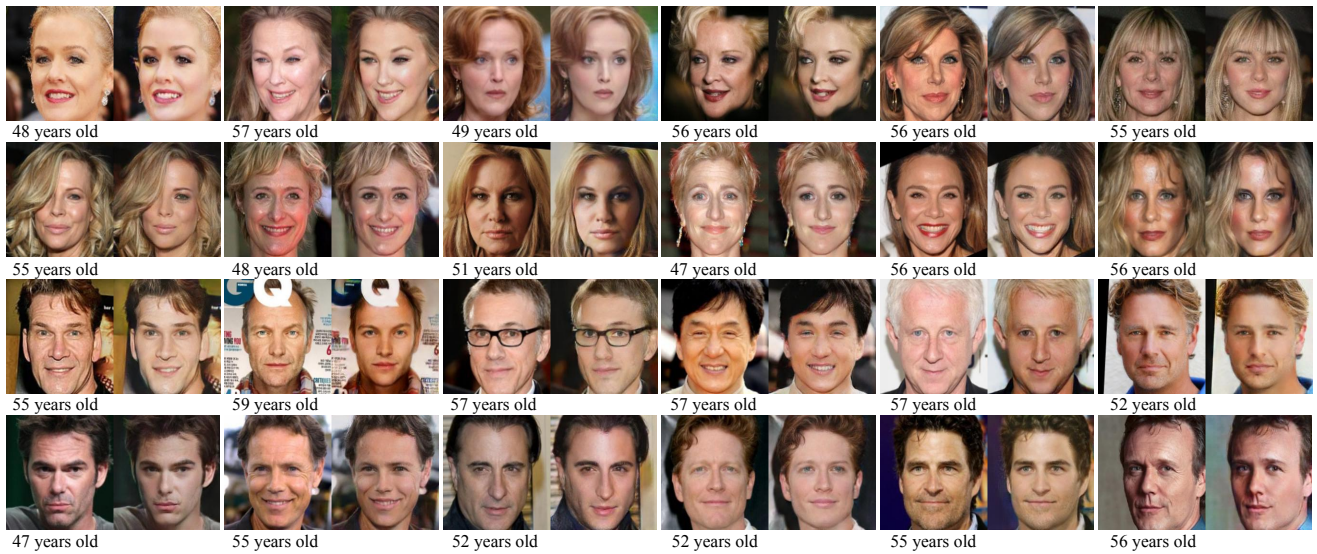 48 years old
57 years old
49 years old
56 years old
56 years old
55 years old
55 years old
48 years old
51 years old
47 years old
56 years old
56 years old
GQ
GQ
55 years old
59 years old
57 years old
57 years old
57 years old
52 years old
47 years old
55 years old
52 years old
52 years old
55 years old
56 years old